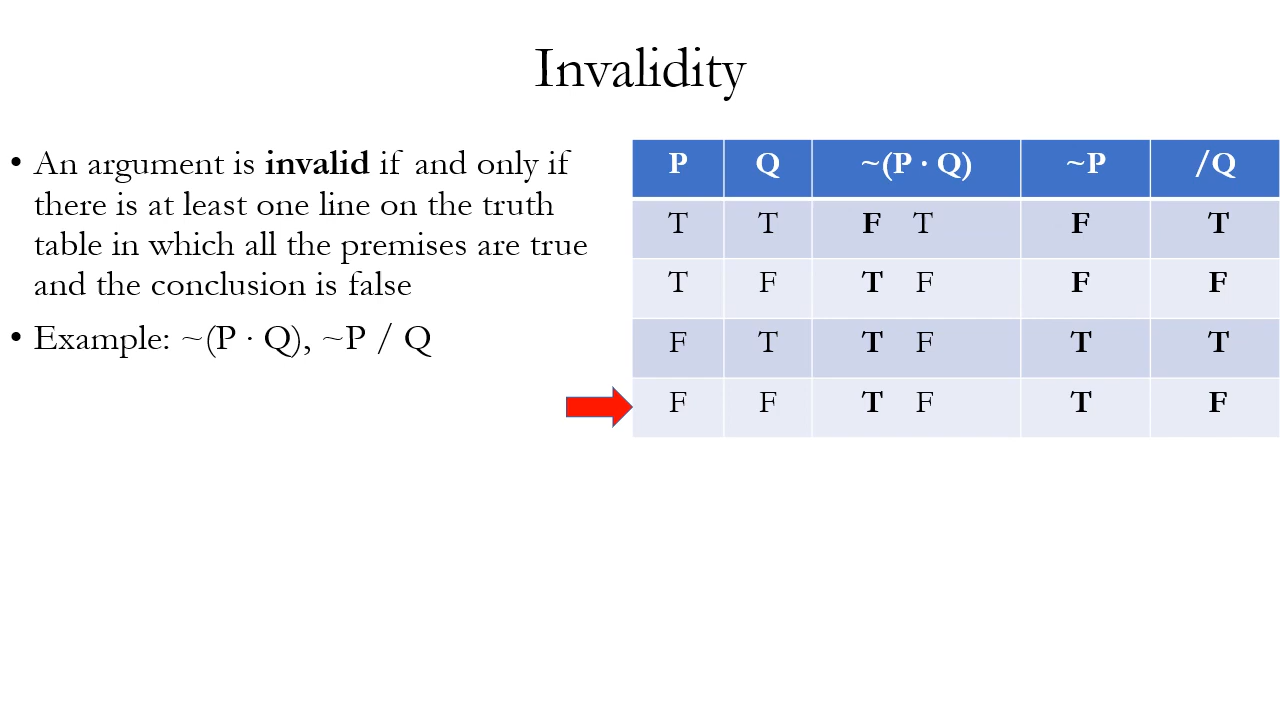 Invalidity
• An argument is invalid if and only if
there is at least one line on the truth
table in which all the premises are true
and the conclusion is false
• Example: ~(P · Q), ~P / Q
P Q ~(P · Q) ~P /Q
T T F T F T
T F T F F F
F T T F T T
F F T F T F